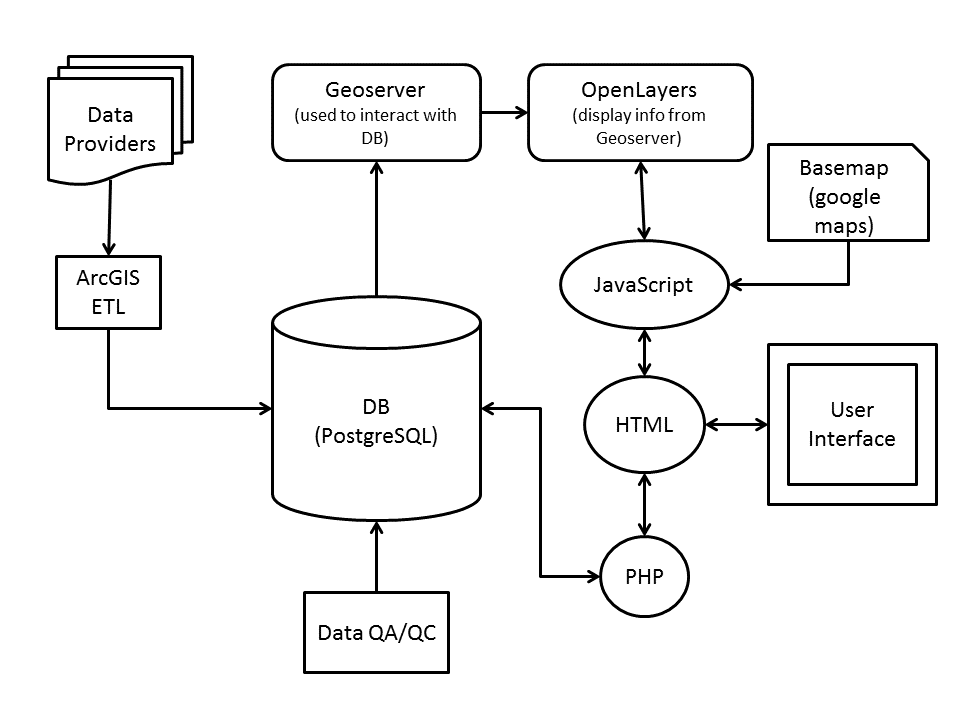 Data
Providers
Geoserver
(used to interact with
DB)
OpenLayers
(display info from
Geoserver)
Basemap
(google
maps)
ArcGIS
ETL
JavaScript
DB
(PostgreSQL)
HTML
User
Interface
PHP
Data QA/QC